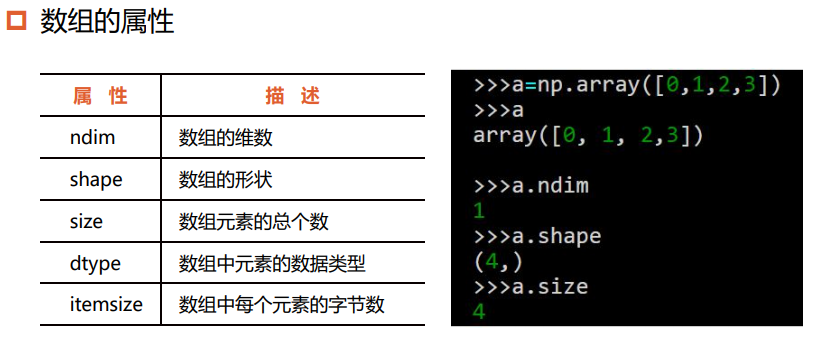 数组的属性
属 性 描 述
ndim 数组的维数
shape 数组的形状
size 数组元素的总个数
dtype 数组中元素的数据类型
itemsize 数组中每个元素的字节数
>>>a=np.array([0,1,2,3])
>>>a
array([0, 1, 2,3])
>>>a.ndim
1
>>>a.shape
(4,)
>>>a.size
4